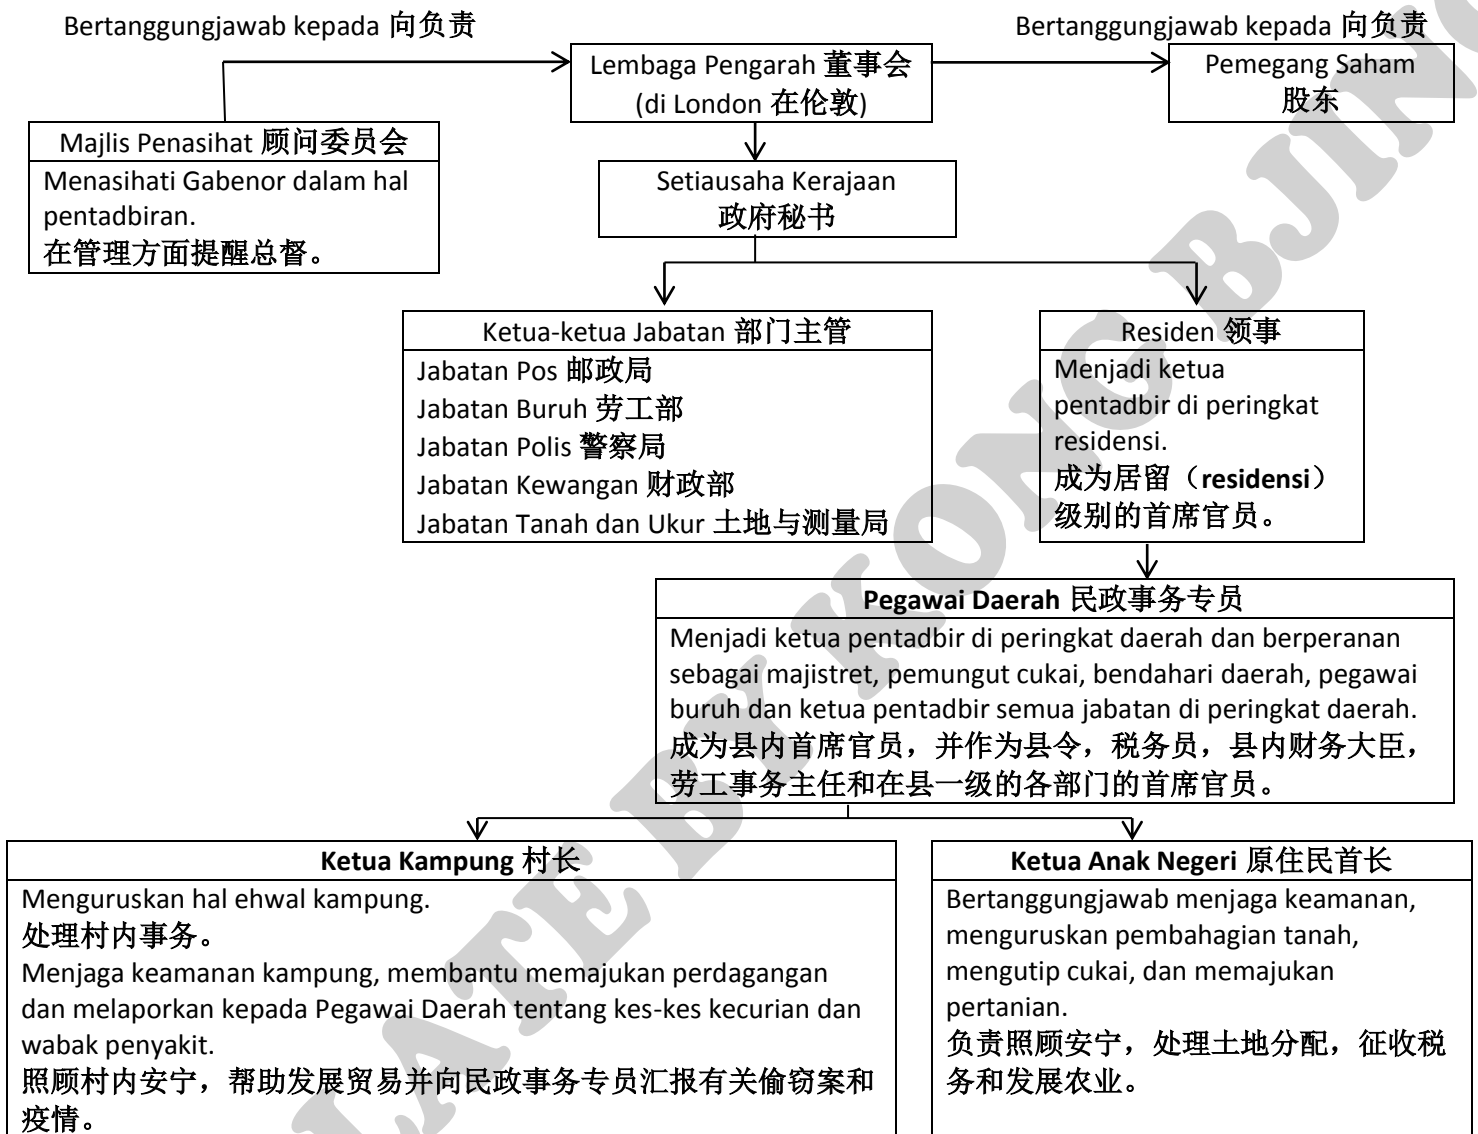 Bertanggungjawab kepada 向负责
Bertanggungjawab kepada 向负责
Lembaga Pengarah 董事会
(di London 在伦敦)
Pemegang Saham
股东
Majlis Penasihat 顾问委员会
Menasihati Gabenor dalam hal
pentadbiran.
在管理方面提醒总督。
Setiausaha Kerajaan
政府秘书
Ketua-ketua Jabatan 部门主管
Jabatan Pos 邮政局
Jabatan Buruh 劳工部
Jabatan Polis 警察局
Jabatan Kewangan 财政部
Jabatan Tanah dan Ukur 土地与测量局
Residen 领事
Menjadi ketua
pentadbir di peringkat
residensi.
成为居留（residensi）
级别的首席官员。
Pegawai Daerah 民政事务专员
Menjadi ketua pentadbir di peringkat daerah dan berperanan
sebagai majistret, pemungut cukai, bendahari daerah, pegawai
buruh dan ketua pentadbir semua jabatan di peringkat daerah.
成为县内首席官员，并作为县令，税务员，县内财务大臣，
劳工事务主任和在县一级的各部门的首席官员。
Ketua Kampung 村长
Menguruskan hal ehwal kampung.
处理村内事务。
Menjaga keamanan kampung, membantu memajukan perdagangan
dan melaporkan kepada Pegawai Daerah tentang kes-kes kecurian dan
wabak penyakit.
照顾村内安宁，帮助发展贸易并向民政事务专员汇报有关偷窃案和
疫情。
Ketua Anak Negeri 原住民首长
Bertanggungjawab menjaga keamanan,
menguruskan pembahagian tanah,
mengutip cukai, dan memajukan
pertanian.
负责照顾安宁，处理土地分配，征收税
务和发展农业。
LATE BY KONG BJING